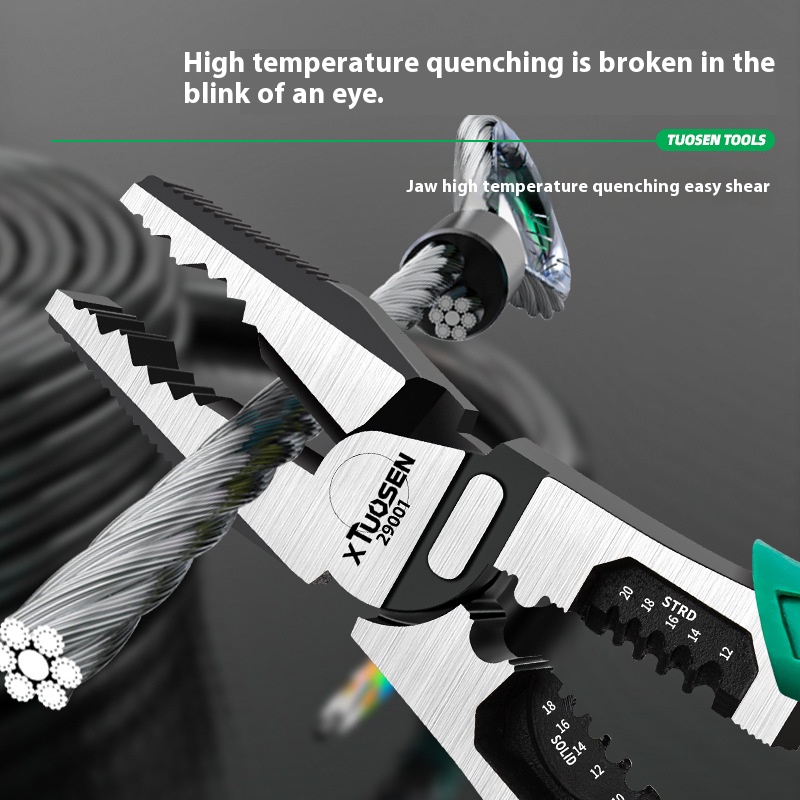 High temperature quenching is broken in the
blink of an eye.
TUOSEN TOOLS
Jaw high temperature quenching easy shear
XTUOSEN
29001
20 18 16 14 12
STRD
18 16 14 12 10
SOLID